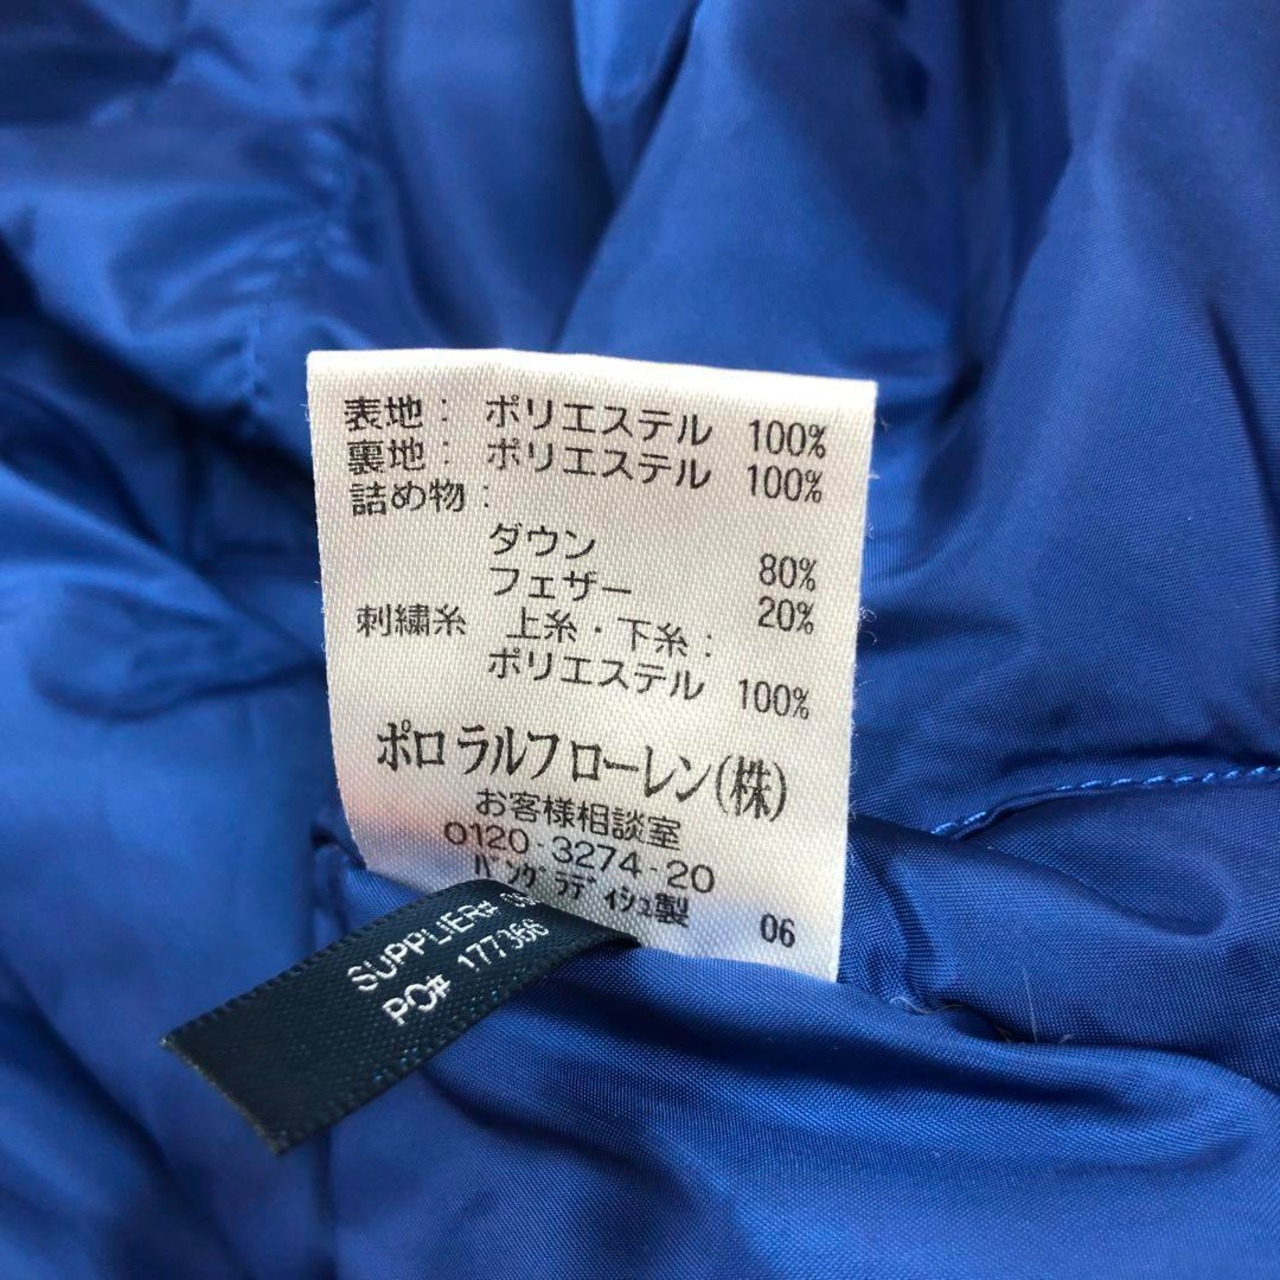 表地： ポリエステル 100%
裏地： ポリエステル 100%
詰め物：
ダウン 80%
フェザー 20%
刺繍糸 上糸・下糸：
ポリエステル 100%
ポロ ラルフ ローレン(株)
お客様相談室
0120-3274-20
ﾊﾞﾝｸﾞﾗﾃﾞｨｼｭ製 06
SUPPLIER#
PO# 177366